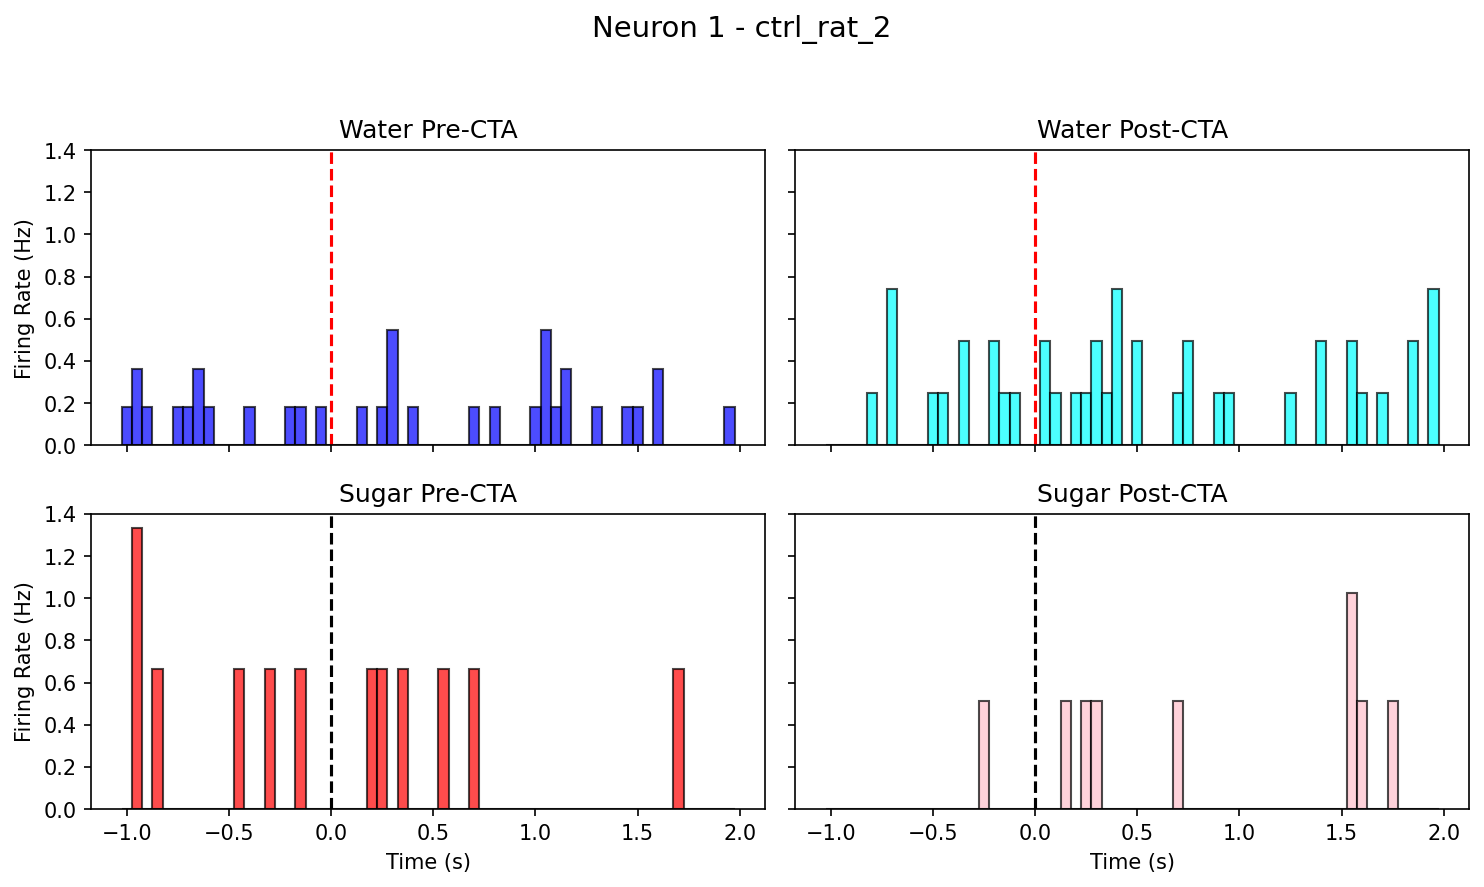 Neuron 1 - ctrl_rat_2
Water Pre-CTA
Water Post-CTA
1.4
1.2
1.0
0.8
0.6
0.4
0.2
0.0
Firing Rate (Hz)
Sugar Pre-CTA
Sugar Post-CTA
1.4
1.2
1.0
0.8
0.6
0.4
0.2
0.0
Firing Rate (Hz)
−1.0 −0.5 0.0 0.5 1.0 1.5 2.0
Time (s)
−1.0 −0.5 0.0 0.5 1.0 1.5 2.0
Time (s)